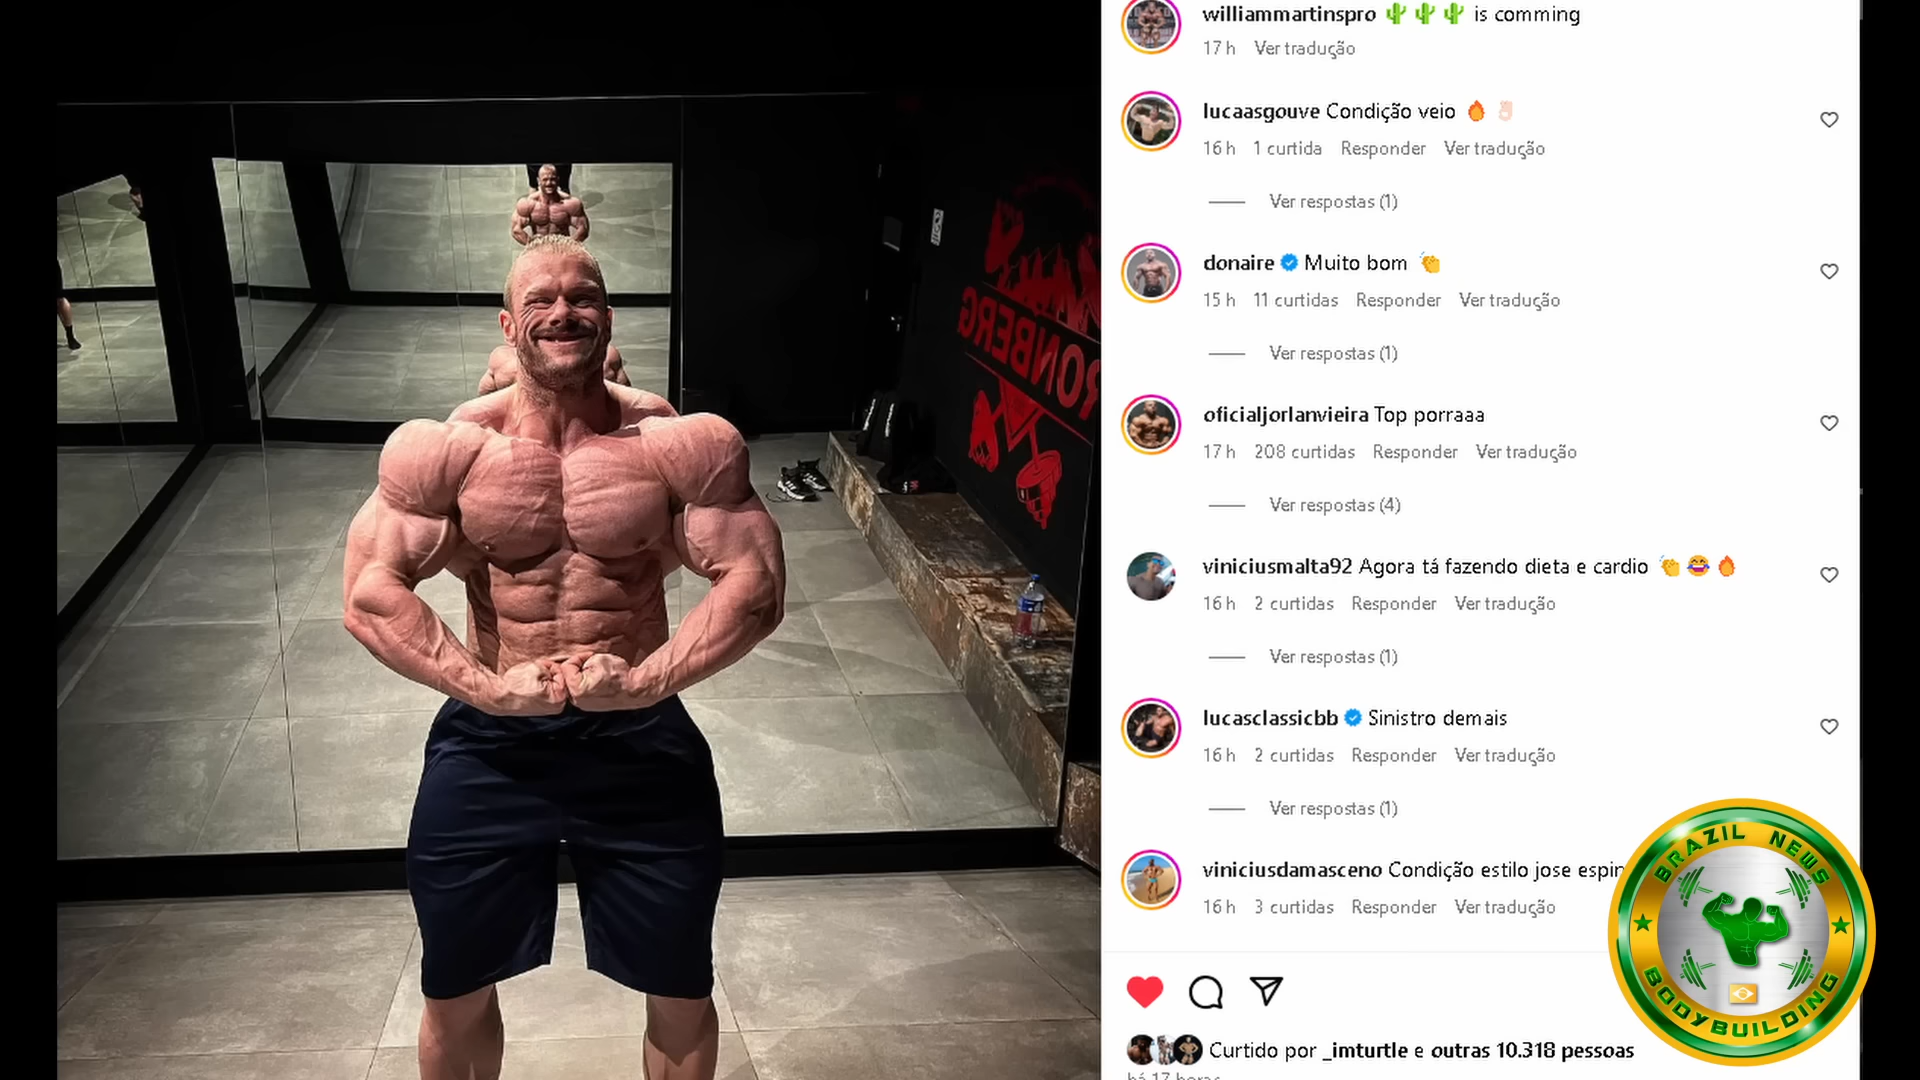 williammartinspro 🌵🌵🌵 is comming
17 h Ver tradução
lucaasgouve Condição veio 🔥👌🏻
16 h 1 curtida Responder Ver tradução
Ver respostas (1)
donaire Muito bom 👏
15 h 11 curtidas Responder Ver tradução
Ver respostas (1)
oficialjorlanvieira Top porraaa
17 h 208 curtidas Responder Ver tradução
Ver respostas (4)
viniciusmalta92 Agora tá fazendo dieta e cardio 👏😂🔥
16 h 2 curtidas Responder Ver tradução
Ver respostas (1)
lucasclassicbb Sinistro demais
16 h 2 curtidas Responder Ver tradução
Ver respostas (1)
viniciusdamasceno Condição estilo jose
16 h 3 curtidas Responder Ver tradução
Curtido por _imturtle e outras 10.318 pessoas
há 17 horas
BRAZIL NEWS
BODYBUILDING
RONBERG